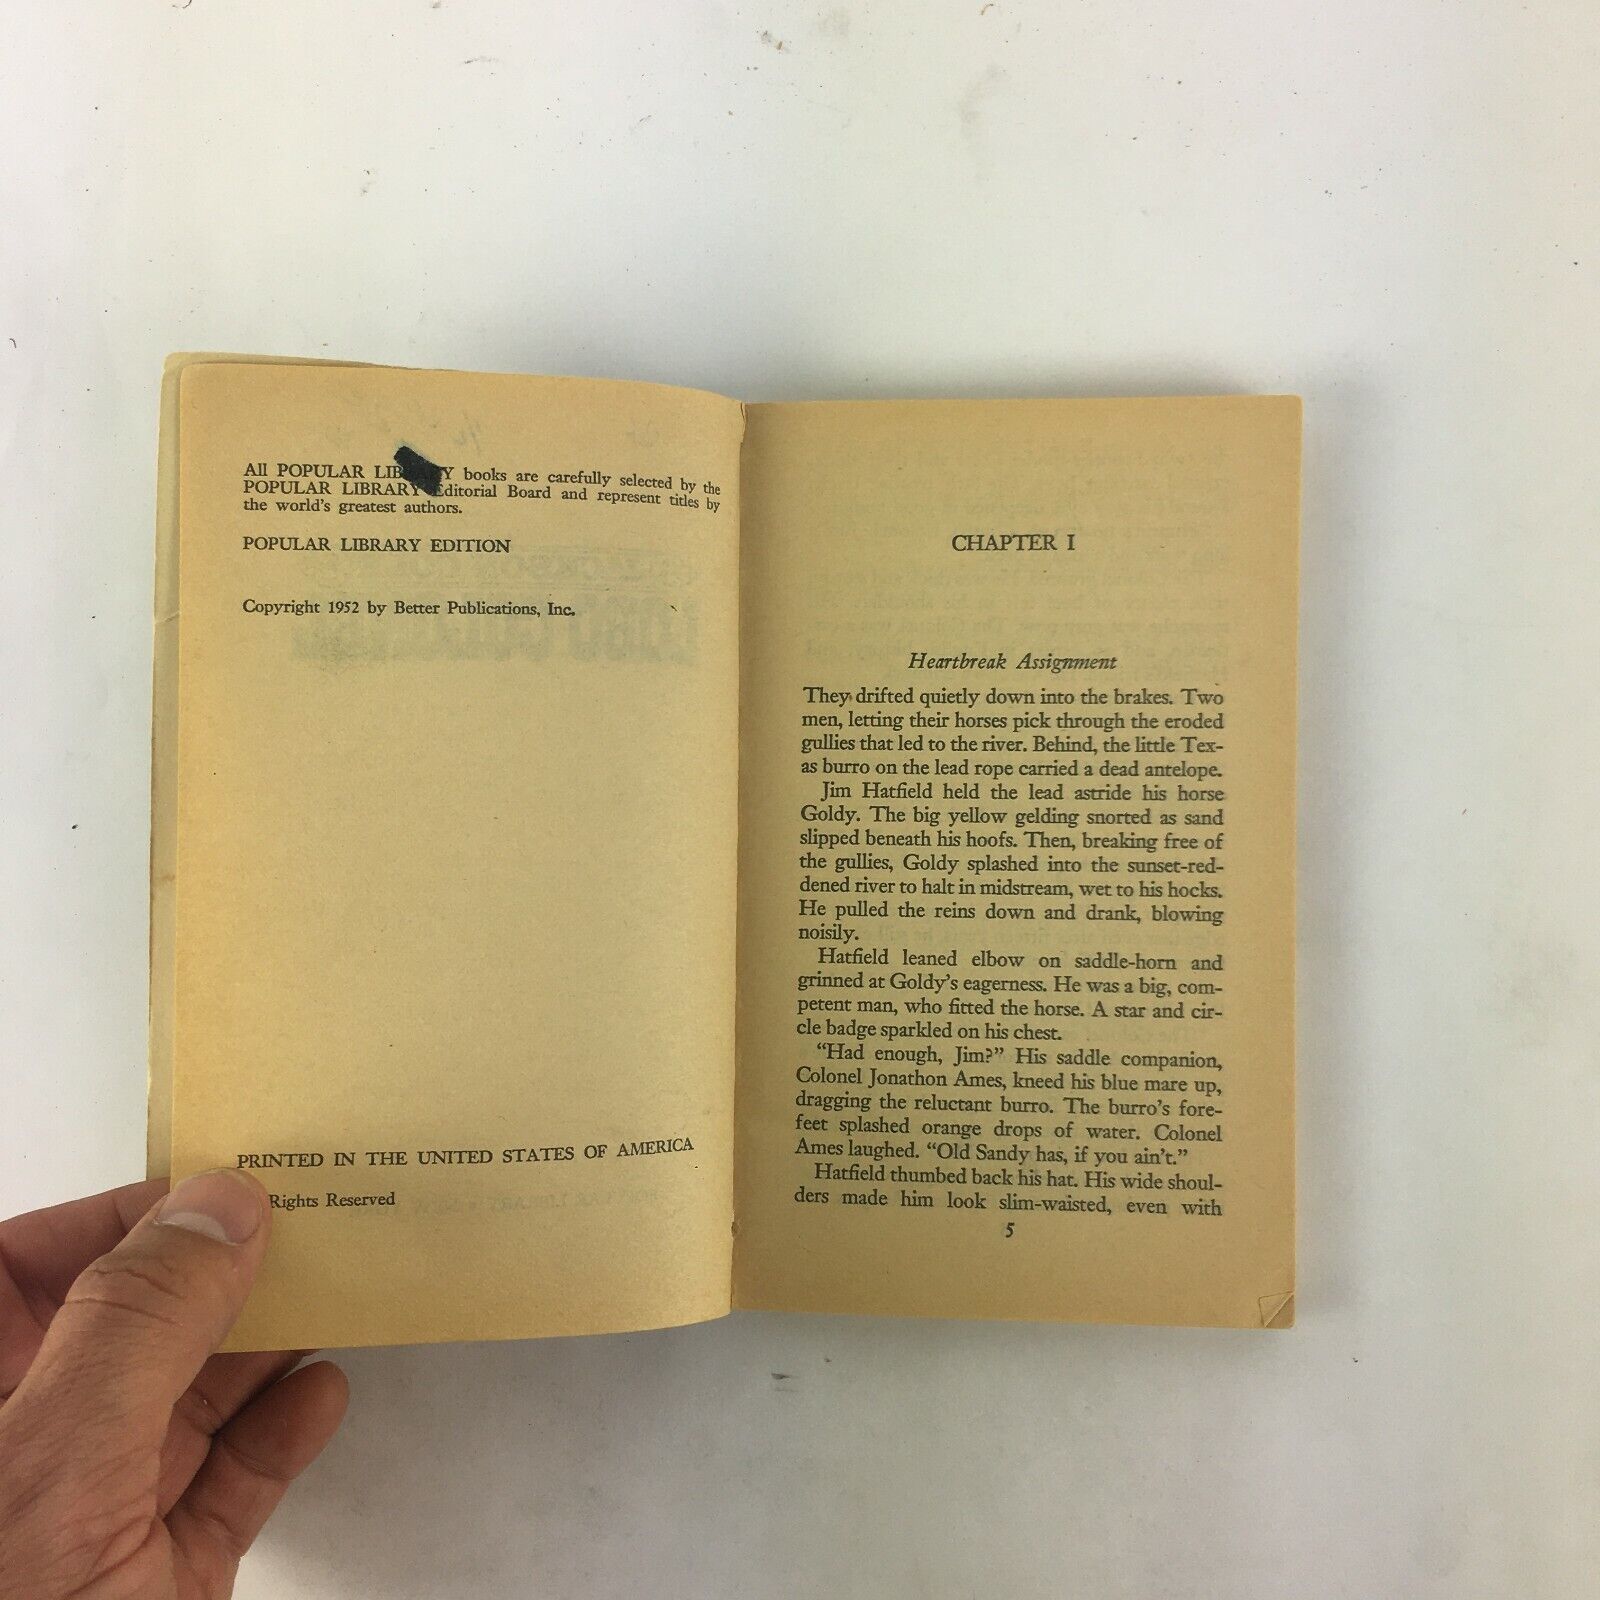 All POPULAR LIBRARY books are carefully selected by the
POPULAR LIBRARY Editorial Board and represent titles by
the world's greatest authors.
POPULAR LIBRARY EDITION
Copyright 1952 by Better Publications, Inc.
PRINTED IN THE UNITED STATES OF AMERICA
Rights Reserved
CHAPTER I
Heartbreak Assignment
They drifted quietly down into the brakes. Two
men, letting their horses pick through the eroded
gullies that led to the river. Behind, the little Tex-
as burro on the lead rope carried a dead antelope.
Jim Hatfield held the lead astride his horse
Goldy. The big yellow gelding snorted as sand
slipped beneath his hoofs. Then, breaking free of
the gullies, Goldy splashed into the sunset-red-
dened river to halt in midstream, wet to his hocks.
He pulled the reins down and drank, blowing
noisily.
Hatfield leaned elbow on saddle-horn and
grinned at Goldy's eagerness. He was a big, com-
petent man, who fitted the horse. A star and cir-
cle badge sparkled on his chest.
"Had enough, Jim?" His saddle companion,
Colonel Jonathon Ames, kneed his blue mare up,
dragging the reluctant burro. The burro's fore-
feet splashed orange drops of water. Colonel
Ames laughed. "Old Sandy has, if you ain't."
Hatfield thumbed back his hat. His wide shoul-
ders made him look slim-waisted, even with
5